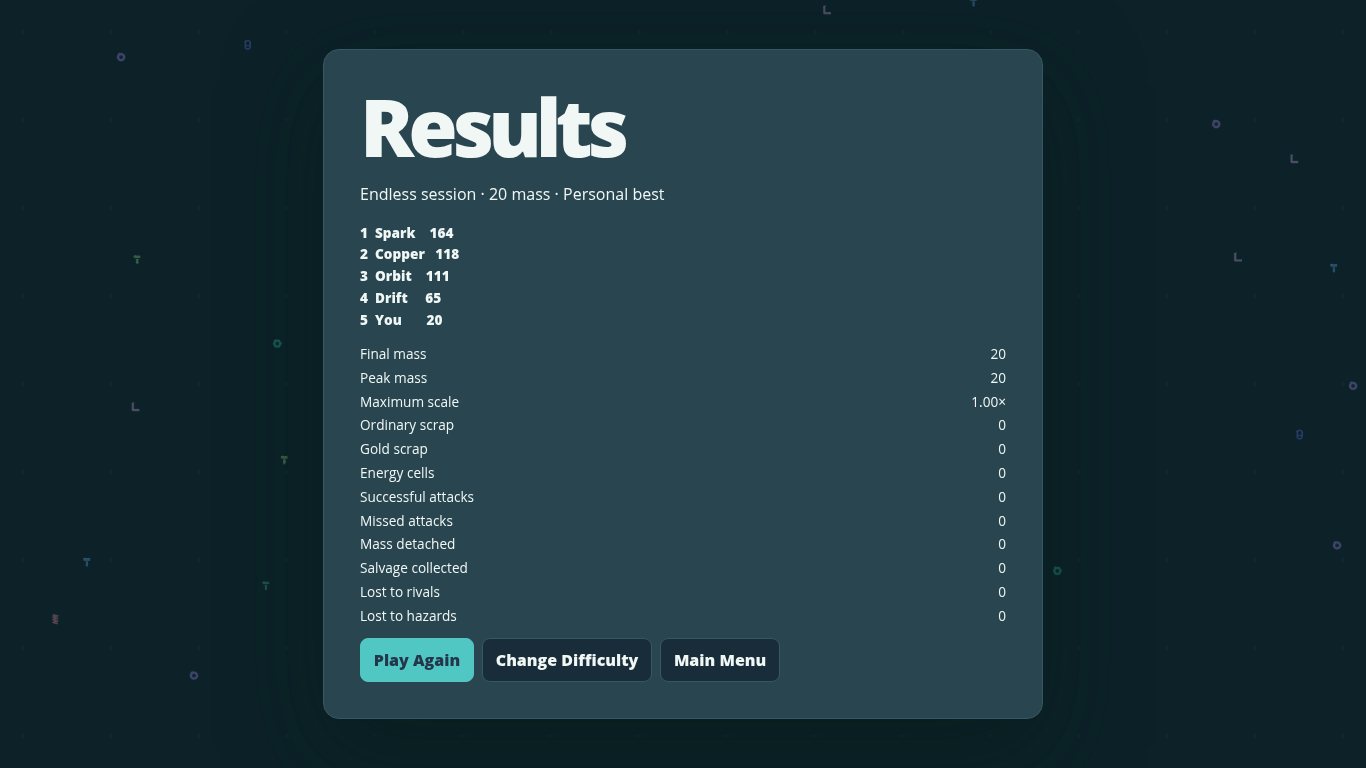 Results
Endless session · 20 mass · Personal best
1 Spark 164
2 Copper 118
3 Orbit 111
4 Drift 65
5 You 20
Final mass 20
Peak mass 20
Maximum scale 1.00×
Ordinary scrap 0
Gold scrap 0
Energy cells 0
Successful attacks 0
Missed attacks 0
Mass detached 0
Salvage collected 0
Lost to rivals 0
Lost to hazards 0
Play Again Change Difficulty Main Menu